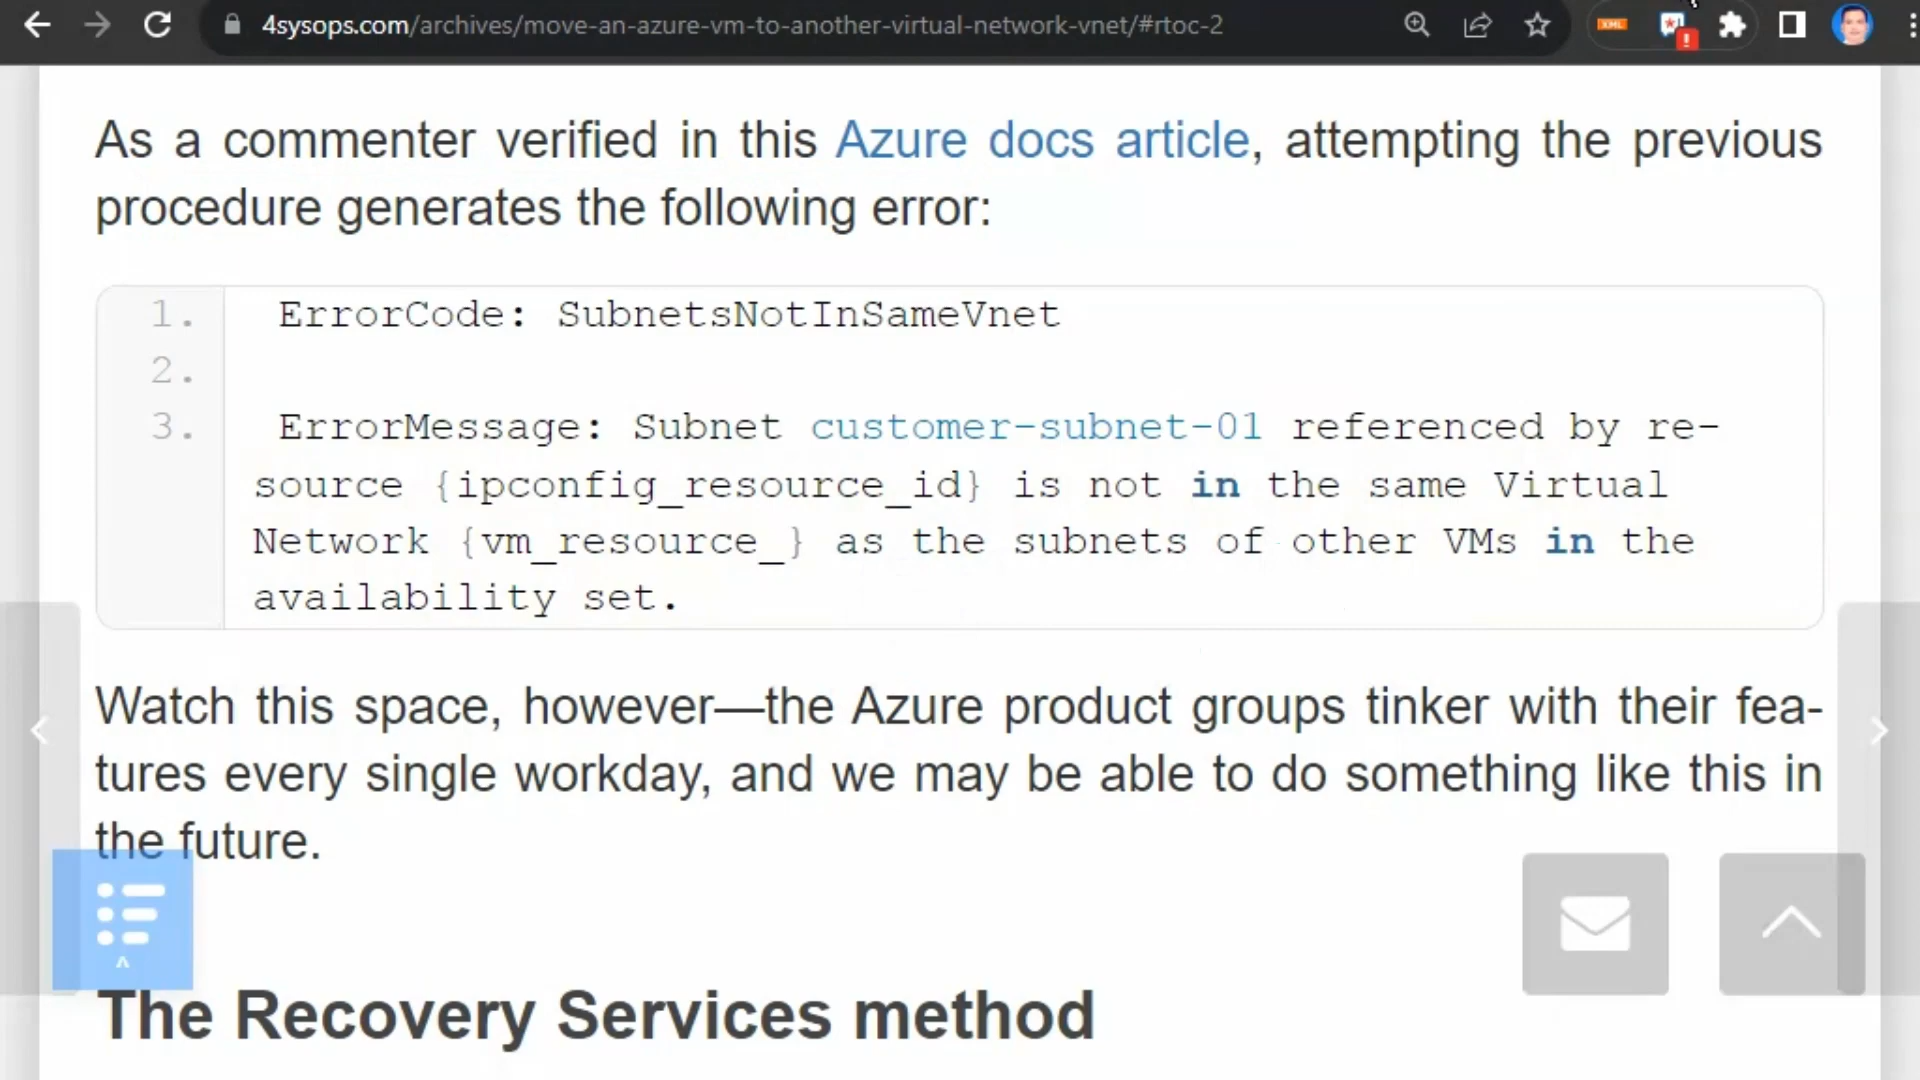 4sysops.com/archives/move-an-azure-vm-to-another-virtual-network-vnet/#rtoc-2
XML
As a commenter verified in this Azure docs article, attempting the previous
procedure generates the following error:
1. ErrorCode: SubnetsNotInSameVnet
2.
3. ErrorMessage: Subnet customer-subnet-01 referenced by re-
source {ipconfig_resource_id} is not in the same Virtual
Network {vm_resource_} as the subnets of other VMs in the
availability set.
Watch this space, however—the Azure product groups tinker with their fea-
tures every single workday, and we may be able to do something like this in
the future.
The Recovery Services method